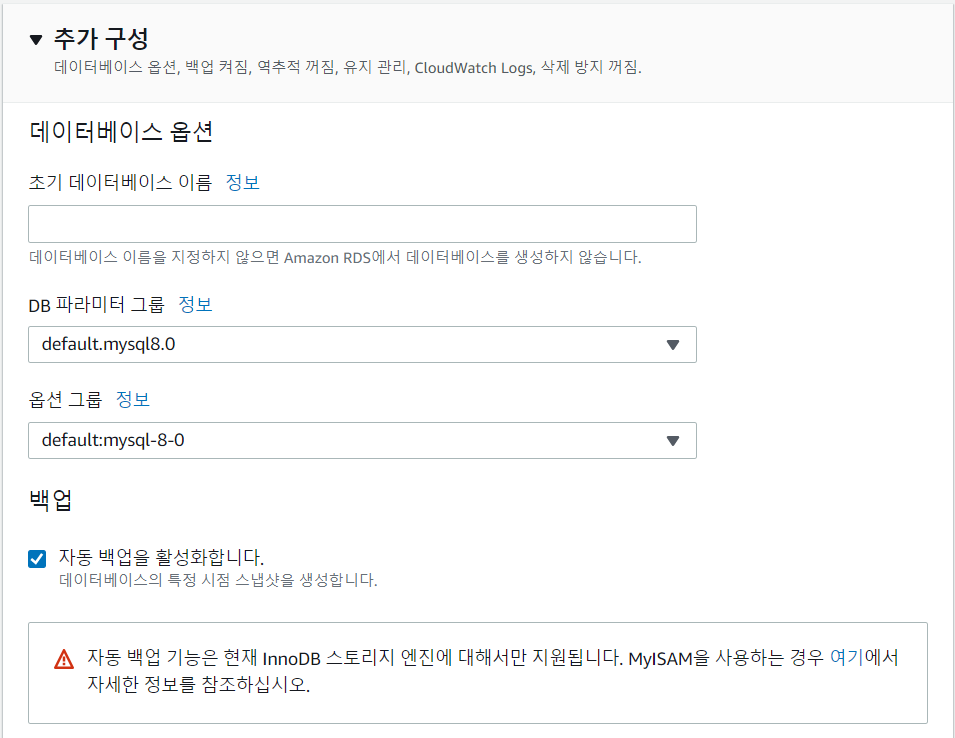 추가 구성
데이터베이스 옵션, 백업 켜짐, 역추적 꺼짐, 유지 관리, CloudWatch Logs, 삭제 방지 꺼짐.
데이터베이스 옵션
초기 데이터베이스 이름 정보
데이터베이스 이름을 지정하지 않으면 Amazon RDS에서 데이터베이스를 생성하지 않습니다.
DB 파라미터 그룹 정보
default.mysql8.0
옵션 그룹 정보
default:mysql-8-0
백업
자동 백업을 활성화합니다.
데이터베이스의 특정 시점 스냅샷을 생성합니다.
자동 백업 기능은 현재 InnoDB 스토리지 엔진에 대해서만 지원됩니다. MyISAM을 사용하는 경우 여기에서
자세한 정보를 참조하십시오.